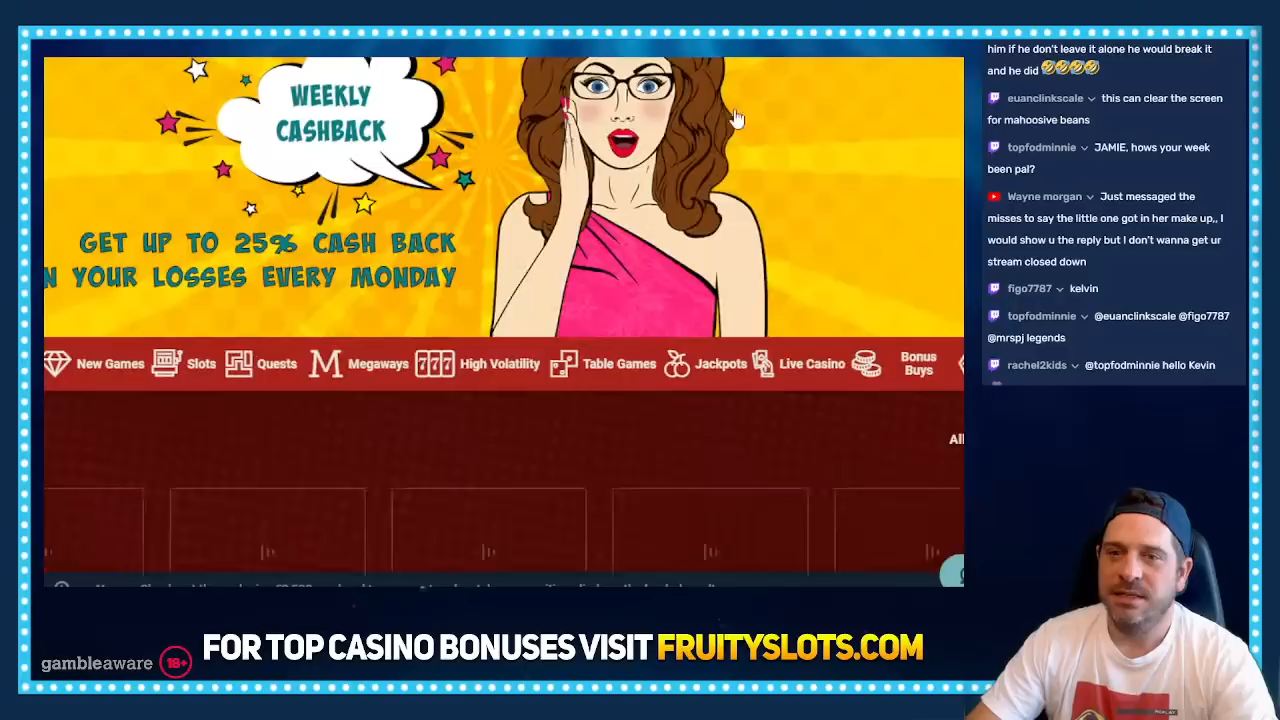 WEEKLY
CASHBACK
GET UP TO 25% CASH BACK
N YOUR LOSSES EVERY MONDAY
New Games
Slots
Quests
Megaways
777
High Volatility
Table Games
Jackpots
Live Casino
Bonus
Buys
All
him if he don't leave it alone he would break it
and he did 🤣🤣🤣🤣
euanclinkscale this can clear the screen
for mahoosive beans
topfodminnie JAMIE, hows your week
been pal?
Wayne morgan Just messaged the
misses to say the little one got in her make up,, I
would show u the reply but I don't wanna get ur
stream closed down
figo7787 kelvin
topfodminnie @euanclinkscale @figo7787
@mrspj legends
rachel2kids @topfodminnie hello Kevin
gambleaware 18+
FOR TOP CASINO BONUSES VISIT FRUITYSLOTS.COM